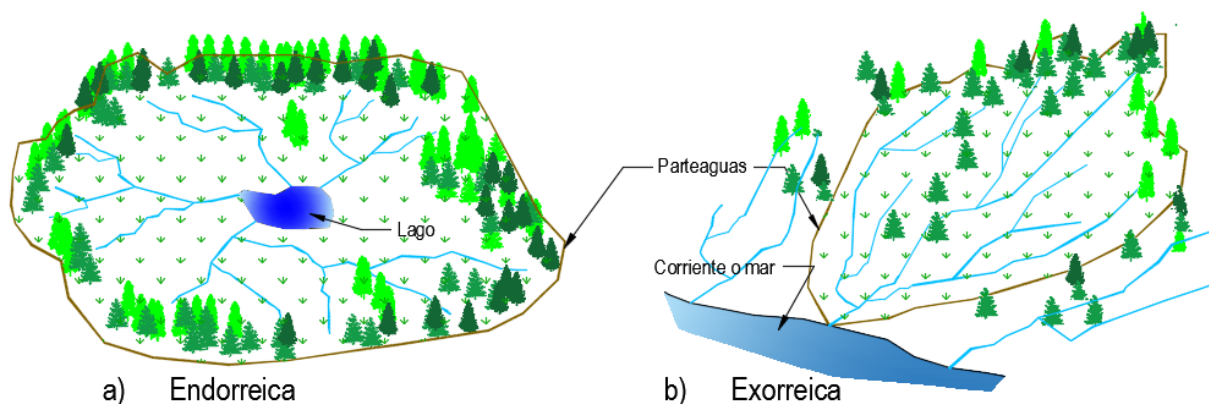 Parteaguas
Lago
Corriente o mar
a) Endorreica
b) Exorreica